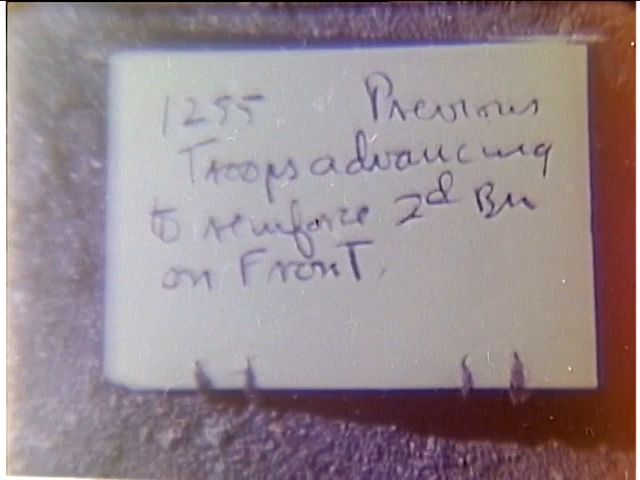 1255 Previous
Troops advancing
to reinforce 2d Bn
on Front.